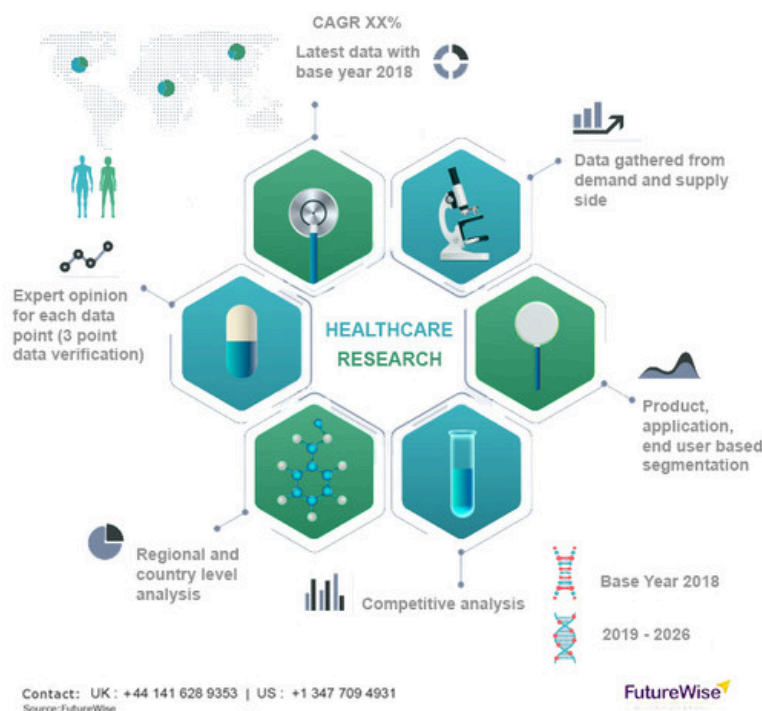 CAGR XX%
Latest data with
base year 2018
Data gathered from
demand and supply
side
Expert opinion
for each data
point (3 point
data verification)
HEALTHCARE
RESEARCH
Product,
application,
end user based
segmentation
Regional and
country level
analysis
Competitive analysis
Base Year 2018
2019 - 2026
Contact: UK : +44 141 628 9353 | US : +1 347 709 4931
Source:FutureWise
FutureWise